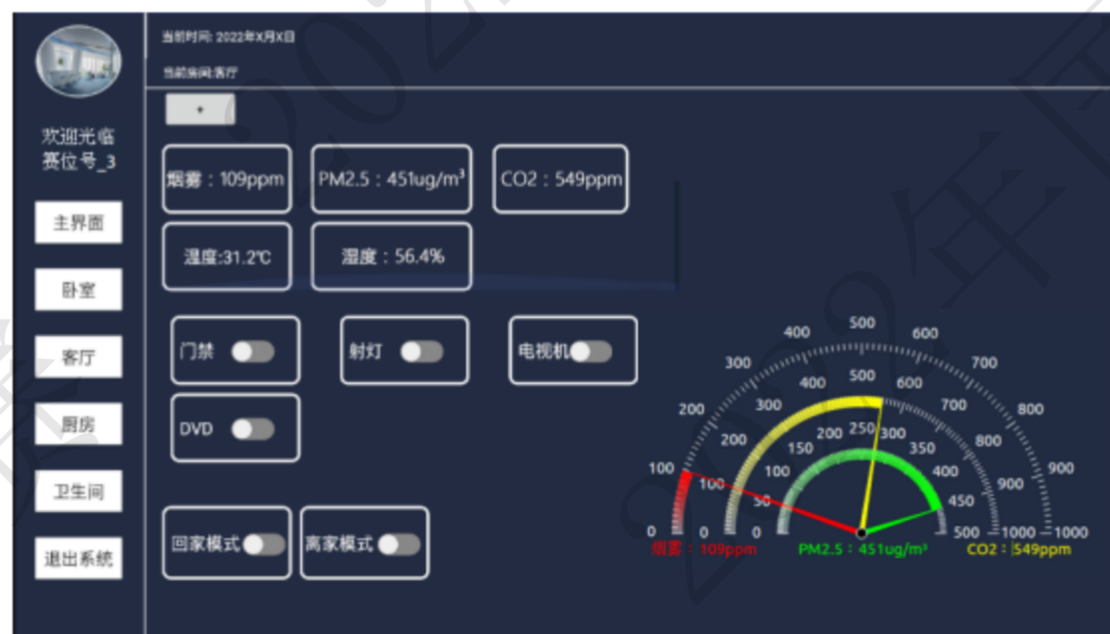 当前时间: 2022年X月X日
当前房间:客厅
+
欢迎光临
赛位号_3
主界面
卧室
客厅
厨房
卫生间
退出系统
烟雾：109ppm
PM2.5：451ug/m³
CO2：549ppm
温度:31.2℃
湿度：56.4%
门禁
射灯
电视机
DVD
回家模式
离家模式
0
100
200
300
400
500
600
700
800
900
1000
0
100
200
300
400
500
600
700
800
900
1000
0
50
100
150
200
250
300
350
400
450
500
烟雾：109ppm
PM2.5：451ug/m³
CO2：549ppm